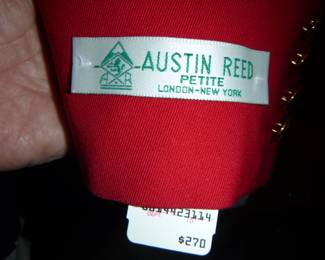 AUSTIN REED
PETITE
LONDON-NEW YORK
A R
$270